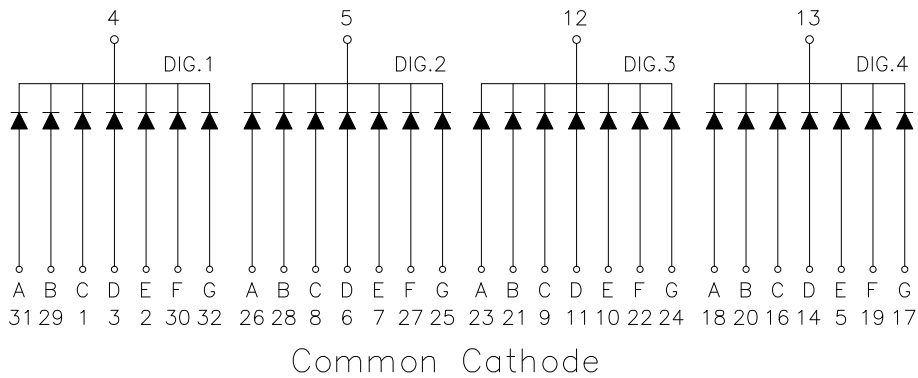 4 5 12 13
DIG.1 DIG.2 DIG.3 DIG.4
A B C D E F G A B C D E F G A B C D E F G A B C D E F G
31 29 1 3 2 30 32 26 28 8 6 7 27 25 23 21 9 11 10 22 24 18 20 16 14 5 19 17
Common Cathode